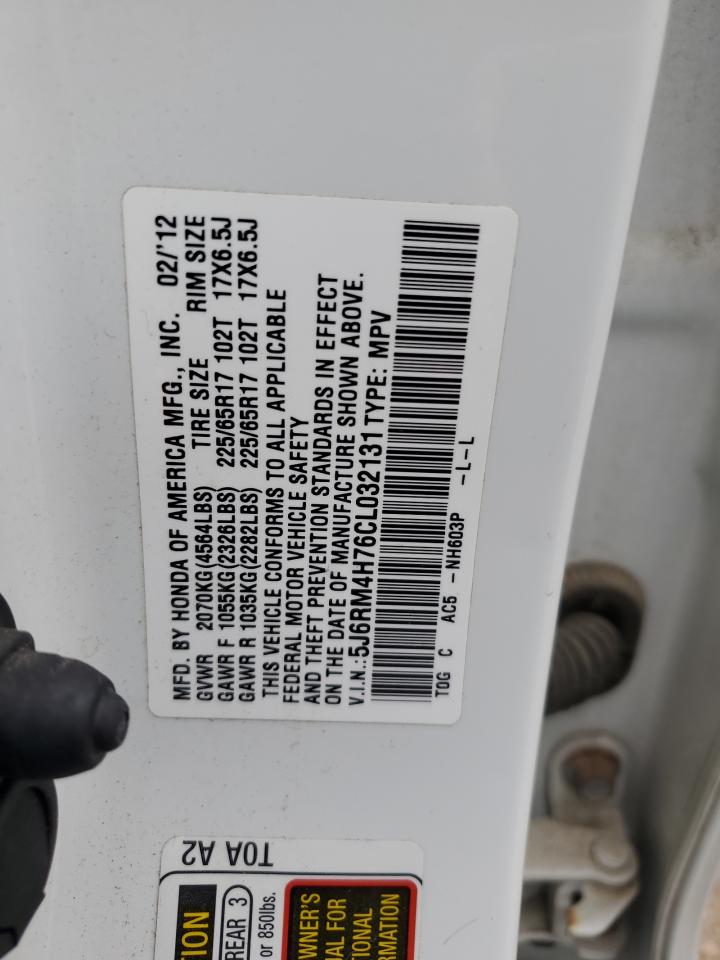 MFD. BY HONDA OF AMERICA MFG., INC. 02/'12
GVWR 2070KG(4564LBS) TIRE SIZE RIM SIZE
GAWR F 1055KG(2326LBS) 225/65R17 102T 17X6.5J
GAWR R 1035KG(2282LBS) 225/65R17 102T 17X6.5J
THIS VEHICLE CONFORMS TO ALL APPLICABLE
FEDERAL MOTOR VEHICLE SAFETY
AND THEFT PREVENTION STANDARDS IN EFFECT
ON THE DATE OF MANUFACTURE SHOWN ABOVE.
V.I.N.:5J6RM4H76CL032131 TYPE: MPV
T0G C AC5 -NH603P -L-L
T0A A2
TION
REAR 3
or 850lbs.
WNER'S
UAL FOR
TIONAL
RMATION